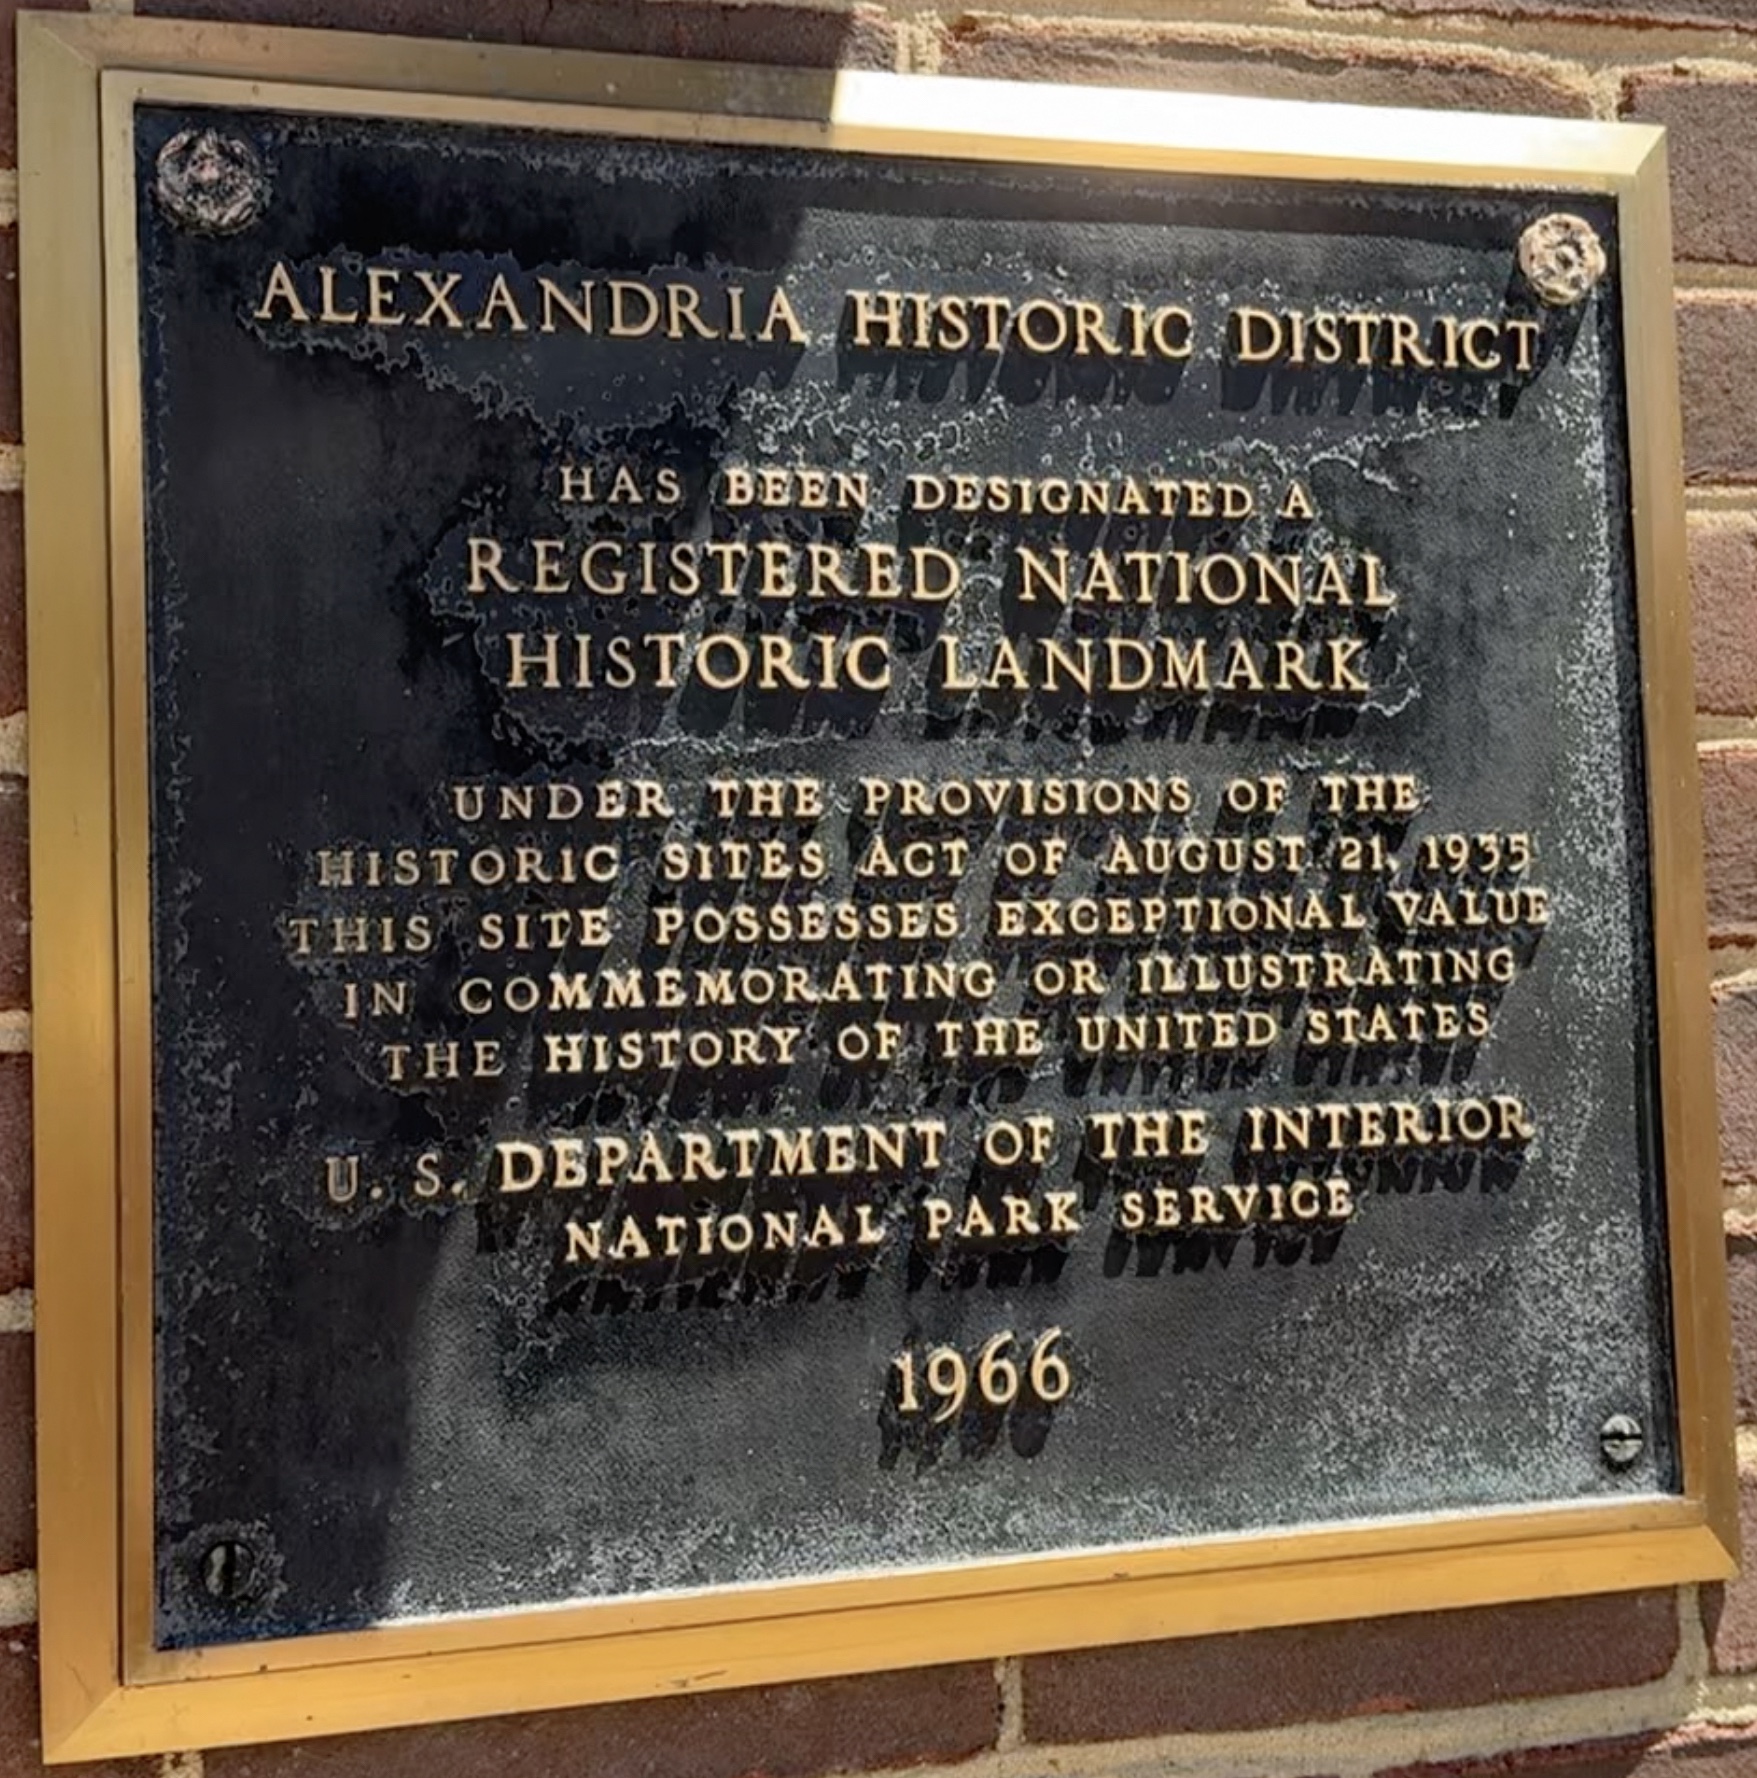 ALEXANDRIA HISTORIC DISTRICT
HAS BEEN DESIGNATED A
REGISTERED NATIONAL
HISTORIC LANDMARK
UNDER THE PROVISIONS OF THE
HISTORIC SITES ACT OF AUGUST 21, 1935
THIS SITE POSSESSES EXCEPTIONAL VALUE
IN COMMEMORATING OR ILLUSTRATING
THE HISTORY OF THE UNITED STATES
U. S. DEPARTMENT OF THE INTERIOR
NATIONAL PARK SERVICE
1966